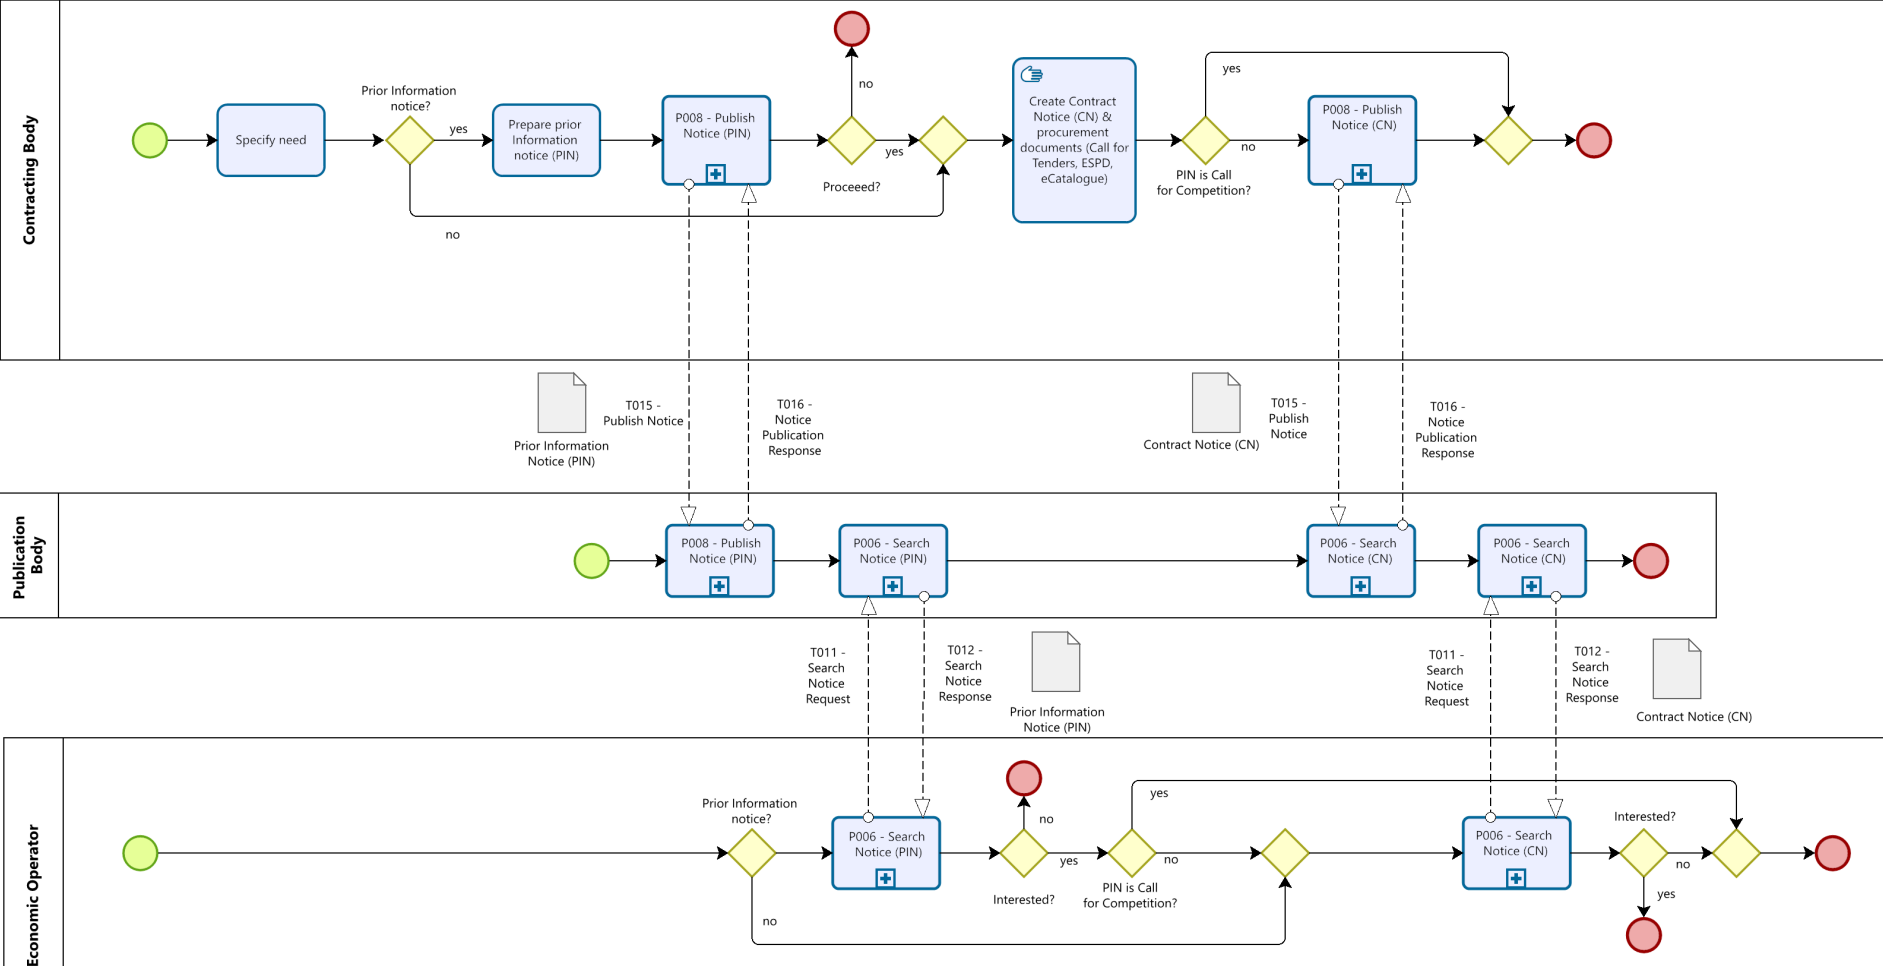 Contracting Body
Specify need
Prior Information
notice?
yes
no
Prepare prior
Information
notice (PIN)
P008 - Publish
Notice (PIN)
no
yes
Proceeed?
Create Contract
Notice (CN) &
procurement
documents (Call for
Tenders, ESPD,
eCatalogue)
yes
no
PIN is Call
for Competition?
P008 - Publish
Notice (CN)
Prior Information
Notice (PIN)
T015 -
Publish Notice
T016 -
Notice
Publication
Response
Contract Notice (CN)
T015 -
Publish
Notice
T016 -
Notice
Publication
Response
Publication
Body
P008 - Publish
Notice (PIN)
P006 - Search
Notice (PIN)
P006 - Search
Notice (CN)
P006 - Search
Notice (CN)
T011 -
Search
Notice
Request
T012 -
Search
Notice
Response
Prior Information
Notice (PIN)
T011 -
Search
Notice
Request
T012 -
Search
Notice
Response
Contract Notice (CN)
Economic Operator
Prior Information
notice?
no
P006 - Search
Notice (PIN)
no
yes
Interested?
yes
no
PIN is Call
for Competition?
P006 - Search
Notice (CN)
Interested?
no
yes